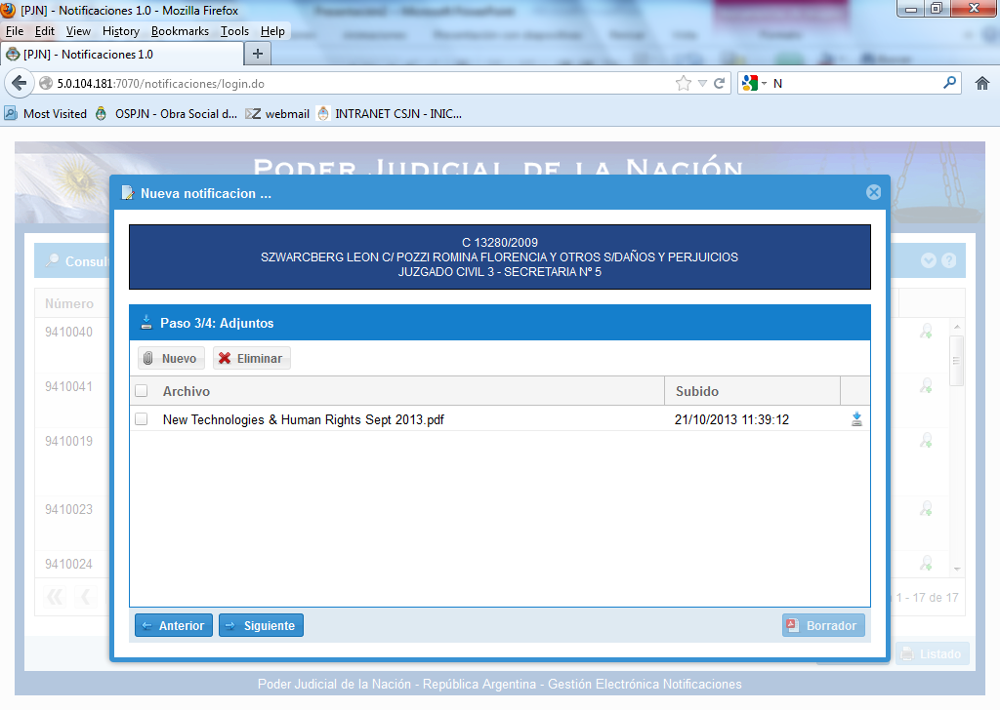 [PJN] - Notificaciones 1.0 - Mozilla Firefox
File Edit View History Bookmarks Tools Help
[PJN] - Notificaciones 1.0
5.0.104.181:7070/notificaciones/login.do
N
Most Visited OSPJN - Obra Social d... webmail INTRANET CSJN - INIC...
PODER JUDICIAL DE LA NACIÓN
Nueva notificacion ...
C 13280/2009
SZWARCBERG LEON C/ POZZI ROMINA FLORENCIA Y OTROS S/DAÑOS Y PERJUICIOS
JUZGADO CIVIL 3 - SECRETARIA Nº 5
Consul
Número
Paso 3/4: Adjuntos
9410040
Nuevo Eliminar
9410041
Archivo Subido
New Technologies & Human Rights Sept 2013.pdf 21/10/2013 11:39:12
9410019
9410023
9410024
1 - 17 de 17
Anterior Siguiente Borrador
Listado
Poder Judicial de la Nación - República Argentina - Gestión Electrónica Notificaciones